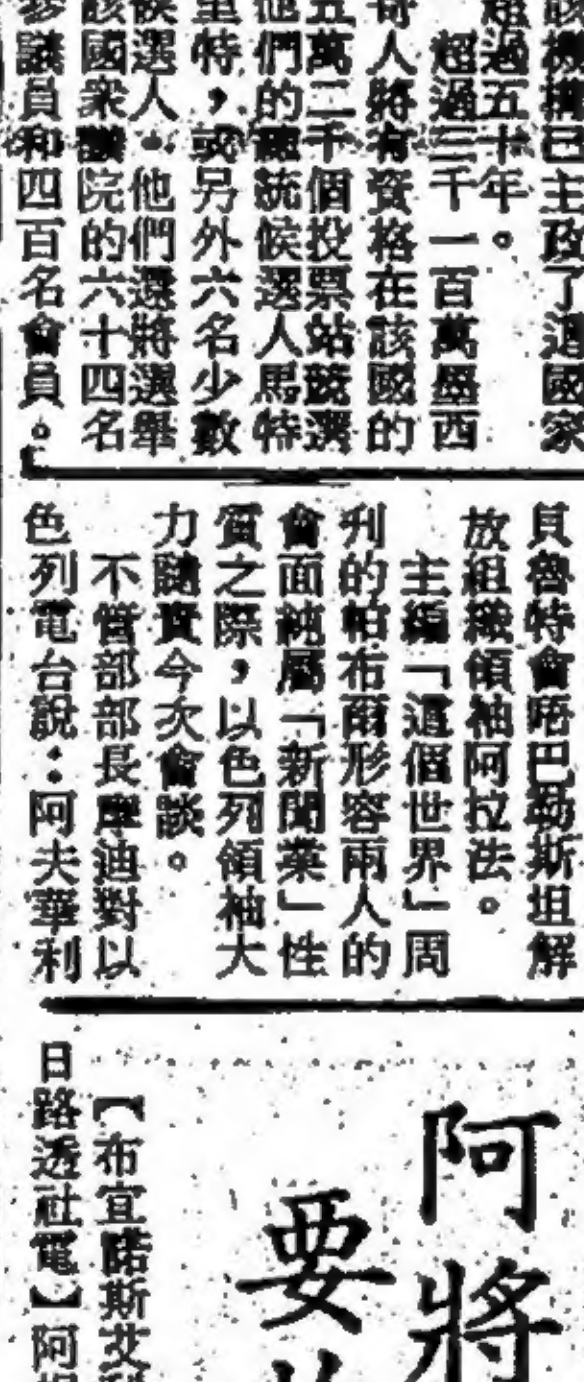 該機構已主政了這國家
超過五十年。
超過三千一百萬墨西
哥人將有資格在該國的
五萬二千個投票站競選
他們的總統候選人馬特
里特，或另外六名少數
候選人。他們還將選舉
該國衆議院的六十四名
參議員和四百名會員。
貝魯特會晤巴勒斯坦解
放組織領袖阿拉法。
主編「這個世界」周
刋的帕布爾形容兩人的
會面純屬「新聞業」性
質之際，以色列領袖大
力譴責今次會談。
不管部部長摩迪對以
色列電台說：阿夫華利
阿將
要
【布宜諾斯艾利
日路透社電】阿根